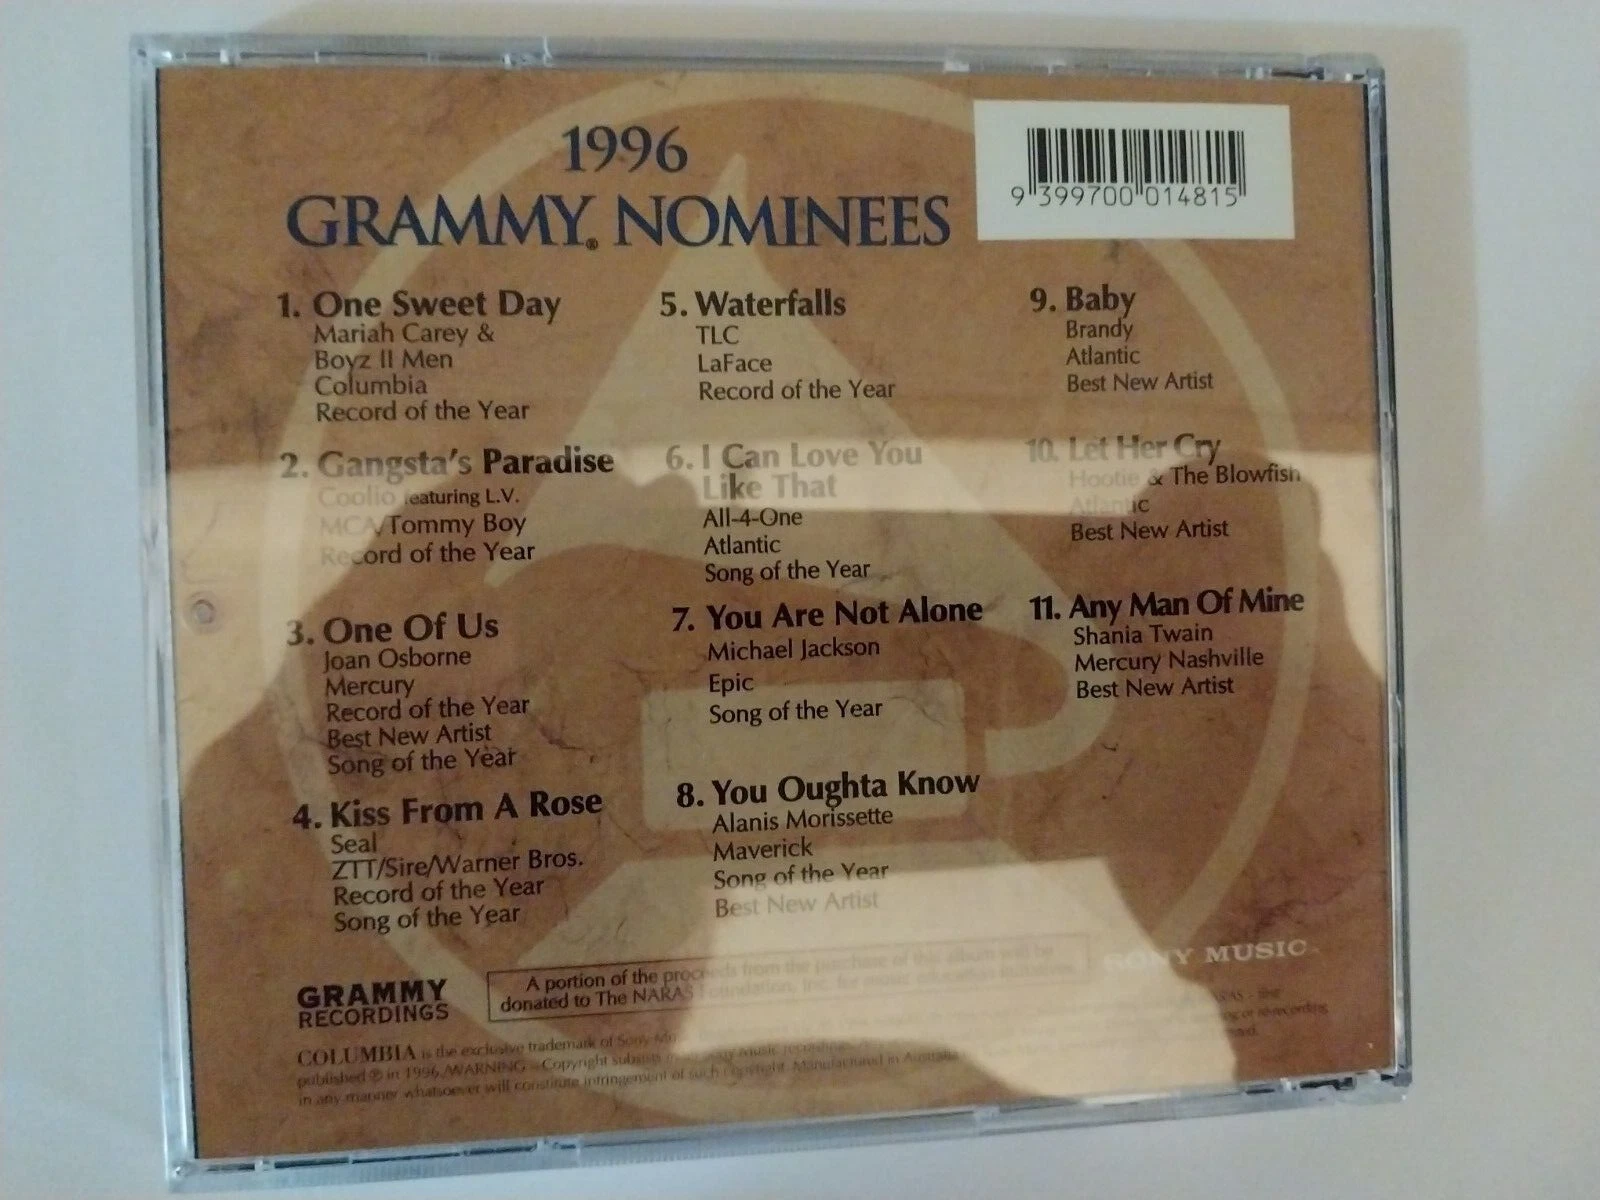 1996
GRAMMY® NOMINEES
9 399700 014815
1. One Sweet Day
Mariah Carey &
Boyz II Men
Columbia
Record of the Year
2. Gangsta's Paradise
Coolio featuring L.V.
MCA/Tommy Boy
Record of the Year
3. One Of Us
Joan Osborne
Mercury
Record of the Year
Best New Artist
Song of the Year
4. Kiss From A Rose
Seal
ZTT/Sire/Warner Bros.
Record of the Year
Song of the Year
5. Waterfalls
TLC
LaFace
Record of the Year
6. I Can Love You
Like That
All-4-One
Atlantic
Song of the Year
7. You Are Not Alone
Michael Jackson
Epic
Song of the Year
8. You Oughta Know
Alanis Morissette
Maverick
Song of the Year
Best New Artist
9. Baby
Brandy
Atlantic
Best New Artist
10. Let Her Cry
Hootie & The Blowfish
Atlantic
Best New Artist
11. Any Man Of Mine
Shania Twain
Mercury Nashville
Best New Artist
GRAMMY
RECORDINGS
A portion of the proceeds from the purchase of this album will be
donated to The NARAS Foundation, Inc. for music education
SONY MUSIC
COLUMBIA is the exclusive trademark of Sony
published ℗ in 1996. WARNING - Copyright subsists in Sony Music recordings Manufactured in Australia or re-recording
in any manner whatsoever will constitute infringement of such copyright.